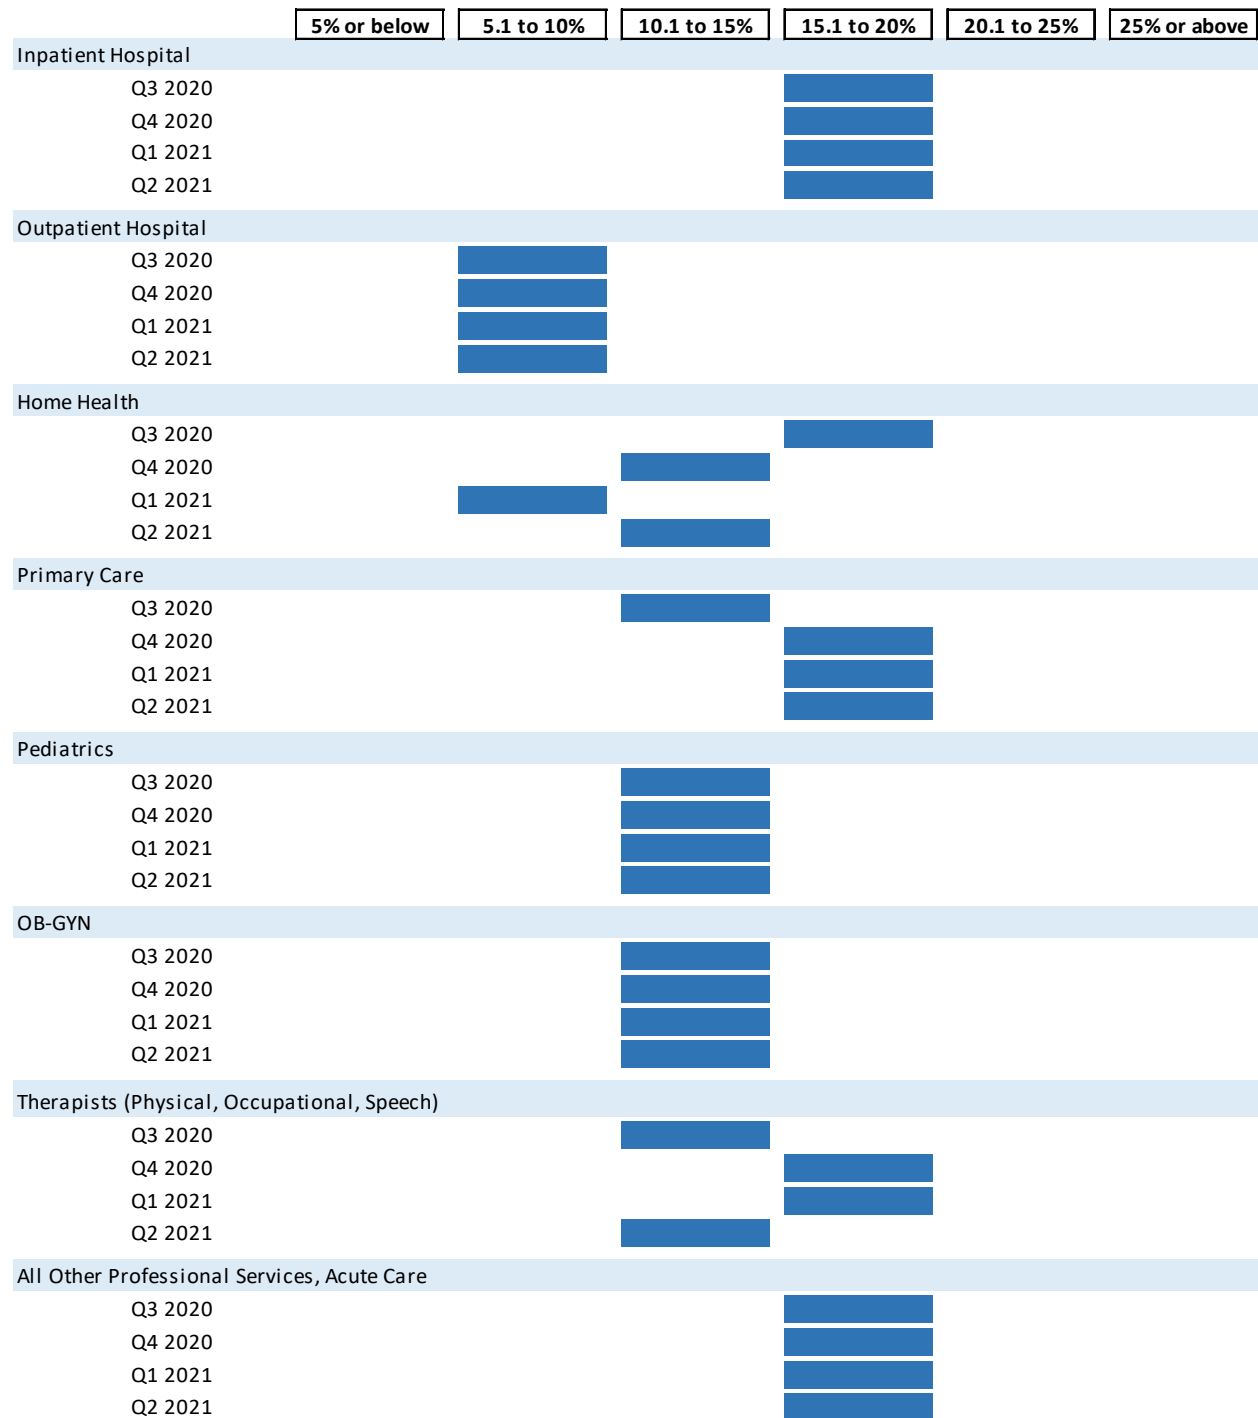 5% or below 5.1 to 10% 10.1 to 15% 15.1 to 20% 20.1 to 25% 25% or above
Inpatient Hospital
Q3 2020
Q4 2020
Q1 2021
Q2 2021
Outpatient Hospital
Q3 2020
Q4 2020
Q1 2021
Q2 2021
Home Health
Q3 2020
Q4 2020
Q1 2021
Q2 2021
Primary Care
Q3 2020
Q4 2020
Q1 2021
Q2 2021
Pediatrics
Q3 2020
Q4 2020
Q1 2021
Q2 2021
OB-GYN
Q3 2020
Q4 2020
Q1 2021
Q2 2021
Therapists (Physical, Occupational, Speech)
Q3 2020
Q4 2020
Q1 2021
Q2 2021
All Other Professional Services, Acute Care
Q3 2020
Q4 2020
Q1 2021
Q2 2021